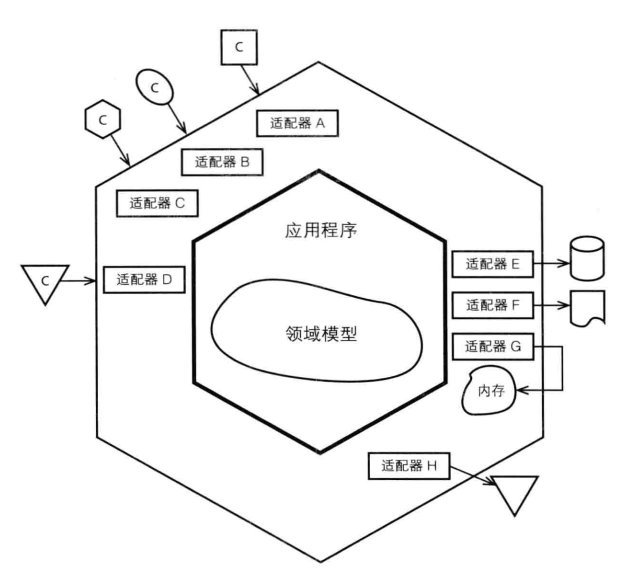 C
C
C
适配器 A
适配器 B
适配器 C
应用程序
C
适配器 D
适配器 E
适配器 F
领域模型
适配器 G
内存
适配器 H